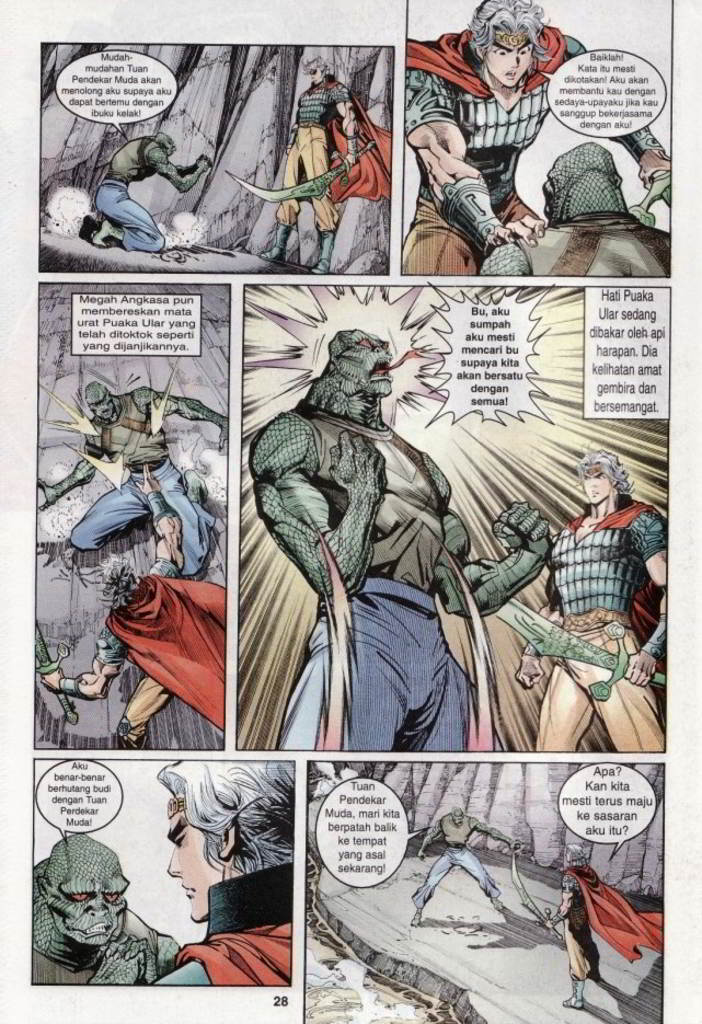 Mudah-
mudahan Tuan
Pendekar Muda akan
menolong aku supaya aku
dapat bertemu dengan
ibuku kelak!
Baiklah!
Kata itu mesti
dikotakan! Aku akan
membantu kau dengan
sedaya-upayaku jika kau
sanggup bekerjasama
dengan aku!
Megah Angkasa pun
membereskan mata
urat Puaka Ular yang
telah ditoktok seperti
yang dijanjikannya.
Bu, aku
sumpah
aku mesti
mencari bu
supaya kita
akan bersatu
dengan
semua!
Hati Puaka
Ular sedang
dibakar oleh api
harapan. Dia
kelihatan amat
gembira dan
bersemangat.
Aku
benar-benar
berhutang budi
dengan Tuan
Perdekar
Muda!
Tuan
Pendekar
Muda, mari kita
berpatah balik
ke tempat
yang asal
sekarang!
Apa?
Kan kita
mesti terus maju
ke sasaran
aku itu?
28